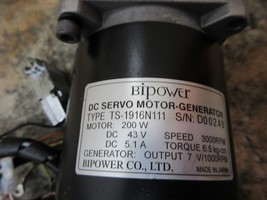 BIPOWER
DC SERVO MOTOR-GENERATOR
TYPE TS-1916N111 S/N: D00249
MOTOR: 200 W
DC 43 V SPEED 3000RPM
DC 5.1 A TORQUE 6.5 kg-cm
GENERATOR: OUTPUT 7 V/1000RPM
BIPOWER CO., LTD. MADE IN JAPAN